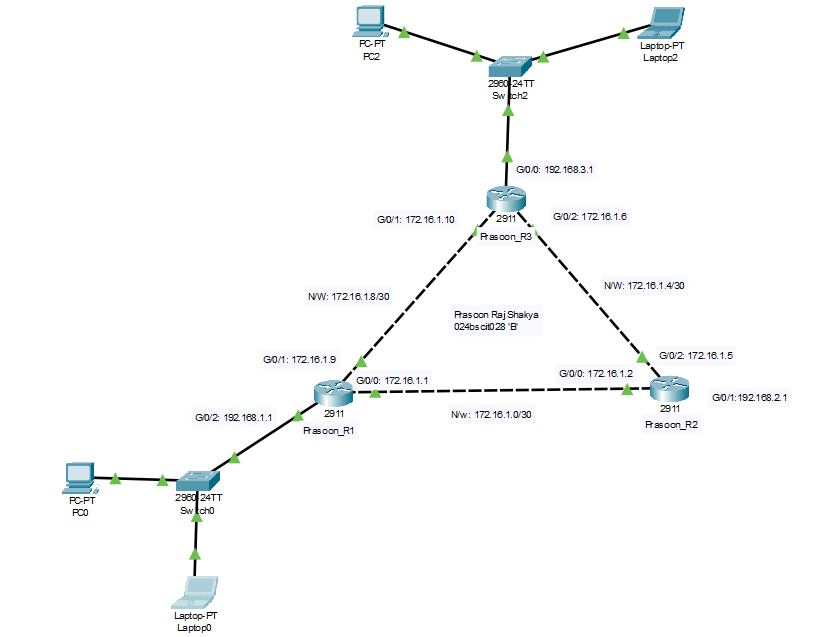 PC-PT
PC2
Laptop-PT
Laptop2
2960-24TT
Switch2
G/0/0: 192.168.3.1
2911
Prasoon_R3
G/0/1: 172.16.1.10
G/0/2: 172.16.1.6
N/W: 172.16.1.8/30
N/W: 172.16.1.4/30
Prasoon Raj Shakya
024bscit028 'B'
G/0/1: 172.16.1.9
G/0/0: 172.16.1.1
G/0/0: 172.16.1.2
G/0/2: 172.16.1.5
G/0/2: 192.168.1.1
2911
Prasoon_R1
N/w: 172.16.1.0/30
2911
Prasoon_R2
G/0/1:192.168.2.1
PC-PT
PC0
2960-24TT
Switch0
Laptop-PT
Laptop0